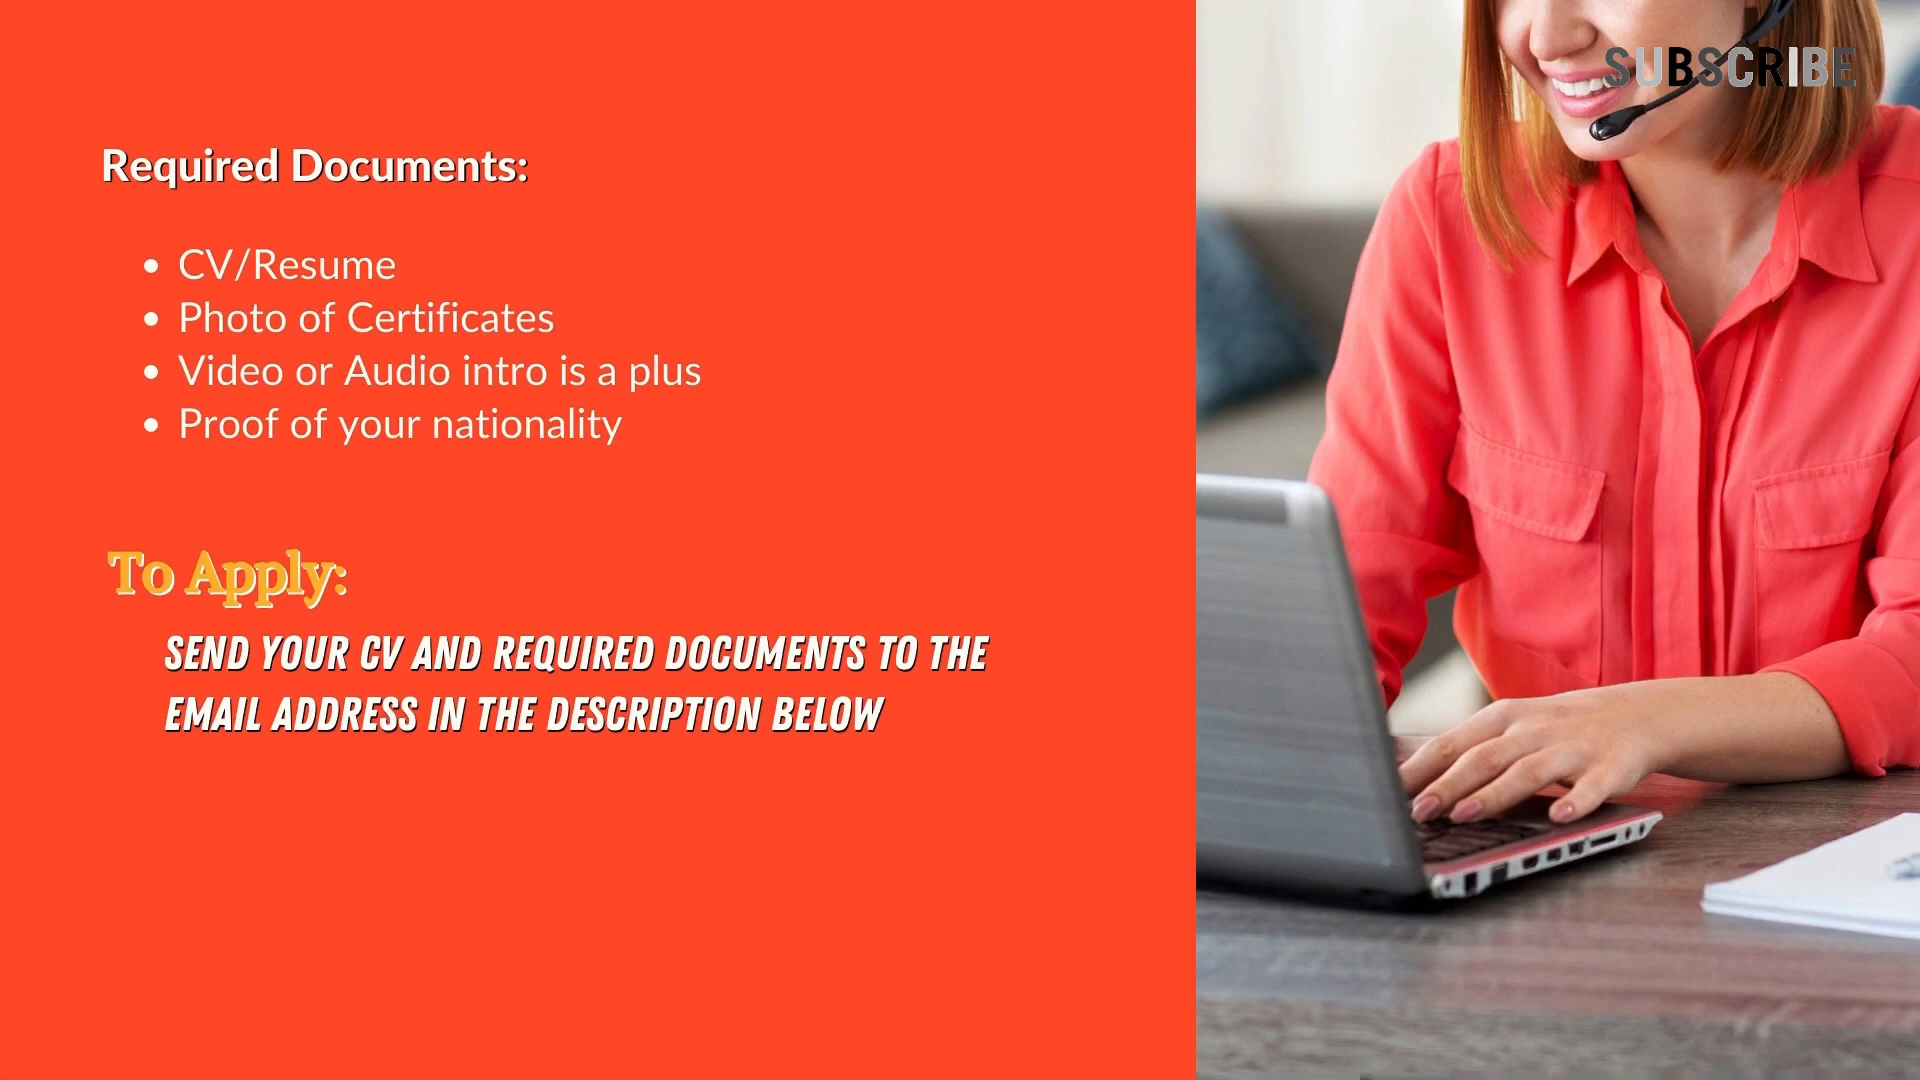 SUBSCRIBE
Required Documents:
• CV/Resume
• Photo of Certificates
• Video or Audio intro is a plus
• Proof of your nationality
To Apply:
SEND YOUR CV AND REQUIRED DOCUMENTS TO THE
EMAIL ADDRESS IN THE DESCRIPTION BELOW